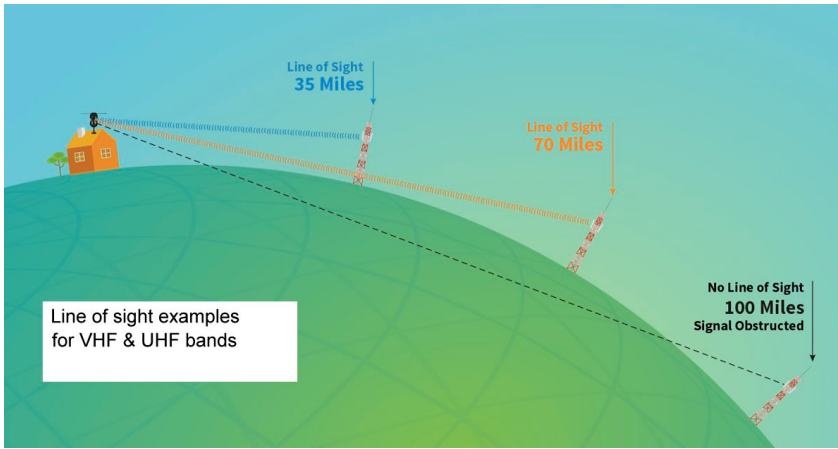 Line of Sight
35 Miles
Line of Sight
70 Miles
No Line of Sight
100 Miles
Signal Obstructed
Line of sight examples
for VHF & UHF bands